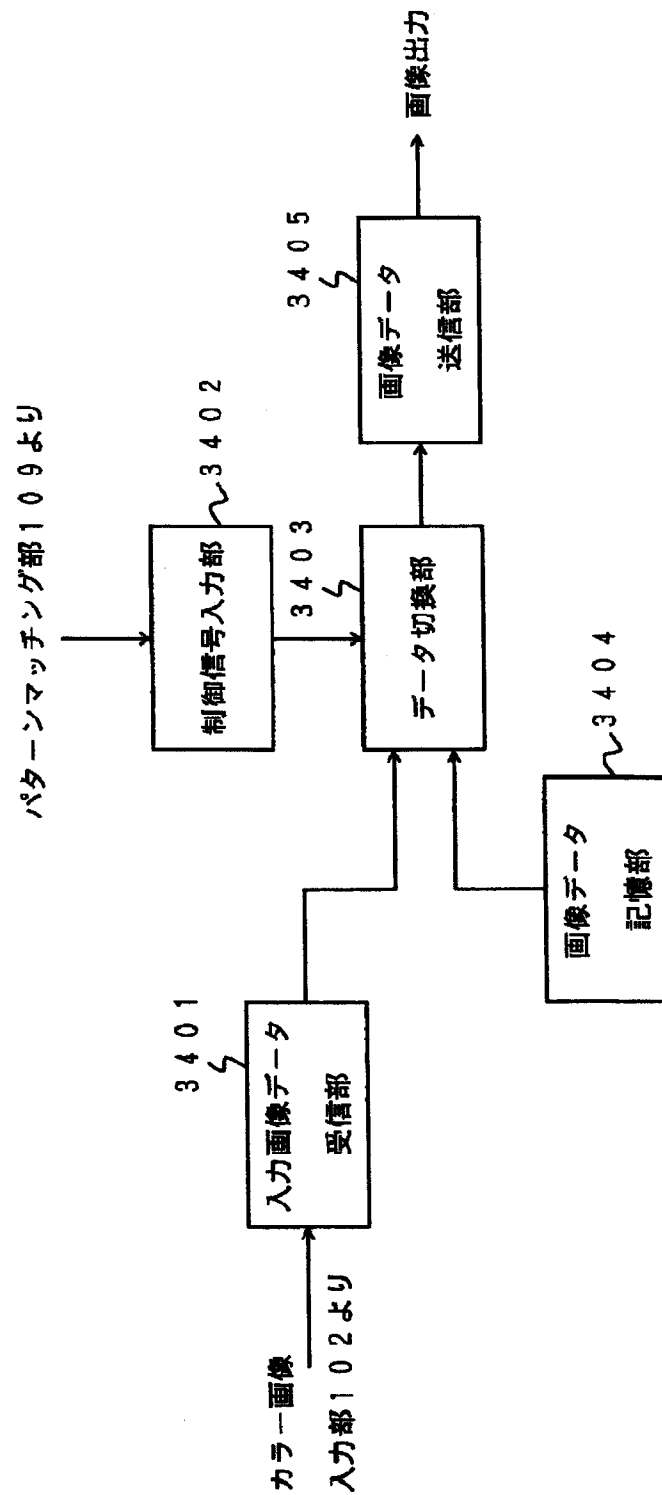 パターンマッチング部109より
制御信号入力部
3402
カラー画像
入力部102より
3401
入力画像データ
受信部
3403
データ切換部
3405
画像データ
送信部
画像出力
画像データ
記憶部
3404